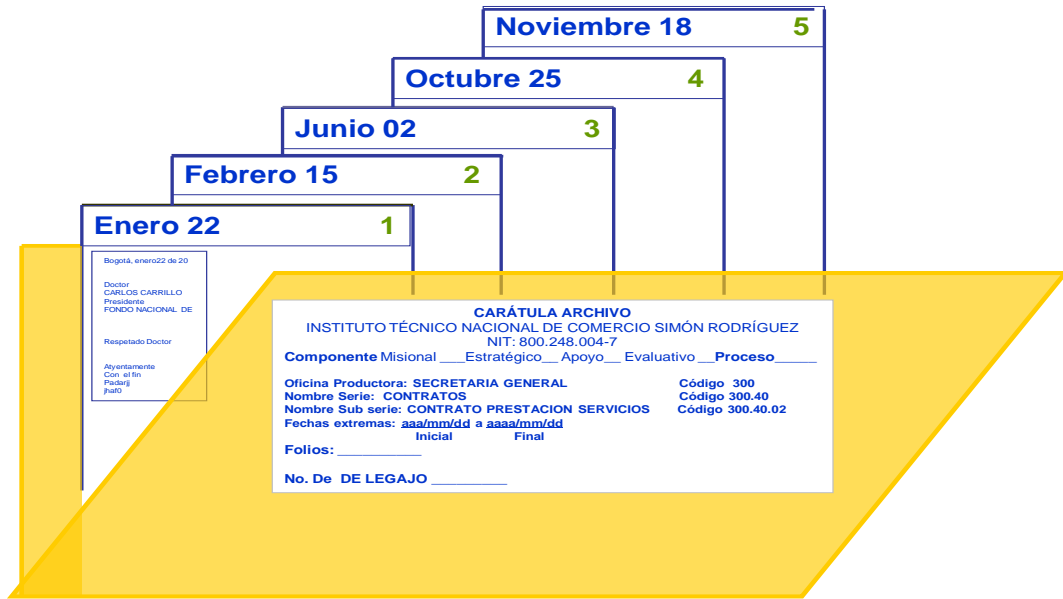 Noviembre 18 5
Octubre 25 4
Junio 02 3
Febrero 15 2
Enero 22 1
Bogotá, enero22 de 20
Doctor
CARLOS CARRILLO
Presidente
FONDO NACIONAL DE
Respetado Doctor
Atyentamente
Con el fin
Padarjj
jhaf0
CARÁTULA ARCHIVO
INSTITUTO TÉCNICO NACIONAL DE COMERCIO SIMÓN RODRÍGUEZ
NIT: 800.248.004-7
Componente Misional ___Estratégico__ Apoyo__ Evaluativo __Proceso_____
Oficina Productora: SECRETARIA GENERAL Código 300
Nombre Serie: CONTRATOS Código 300.40
Nombre Sub serie: CONTRATO PRESTACION SERVICIOS Código 300.40.02
Fechas extremas: aaa/mm/dd a aaaa/mm/dd
Inicial Final
Folios: __________
No. De DE LEGAJO _________